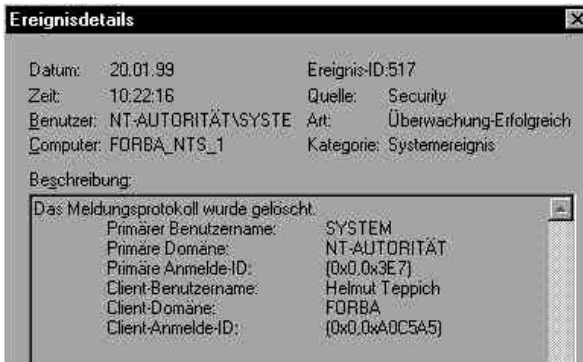 Ereignisdetails
Datum: 20.01.99 Ereignis-ID:517
Zeit: 10:22:16 Quelle: Security
Benutzer: NT-AUTORITÄT\SYSTE Art: Überwachung-Erfolgreich
Computer: FORBA_NTS_1 Kategorie: Systemereignis
Beschreibung:
Das Meldungsprotokoll wurde gelöscht.
Primärer Benutzername: SYSTEM
Primäre Domäne: NT-AUTORITÄT
Primäre Anmelde-ID: (0x0,0x3E7)
Client-Benutzername: Helmut Teppich
Client-Domäne: FORBA
Client-Anmelde-ID: (0x0,0xA0C5A5)